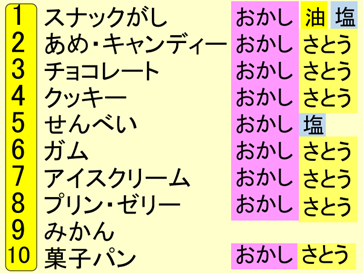 1 スナックがし おかし 油 塩
2 あめ・キャンディー おかし さとう
3 チョコレート おかし さとう
4 クッキー おかし さとう
5 せんべい おかし 塩
6 ガム おかし さとう
7 アイスクリーム おかし さとう
8 プリン・ゼリー おかし さとう
9 みかん
10 菓子パン おかし さとう